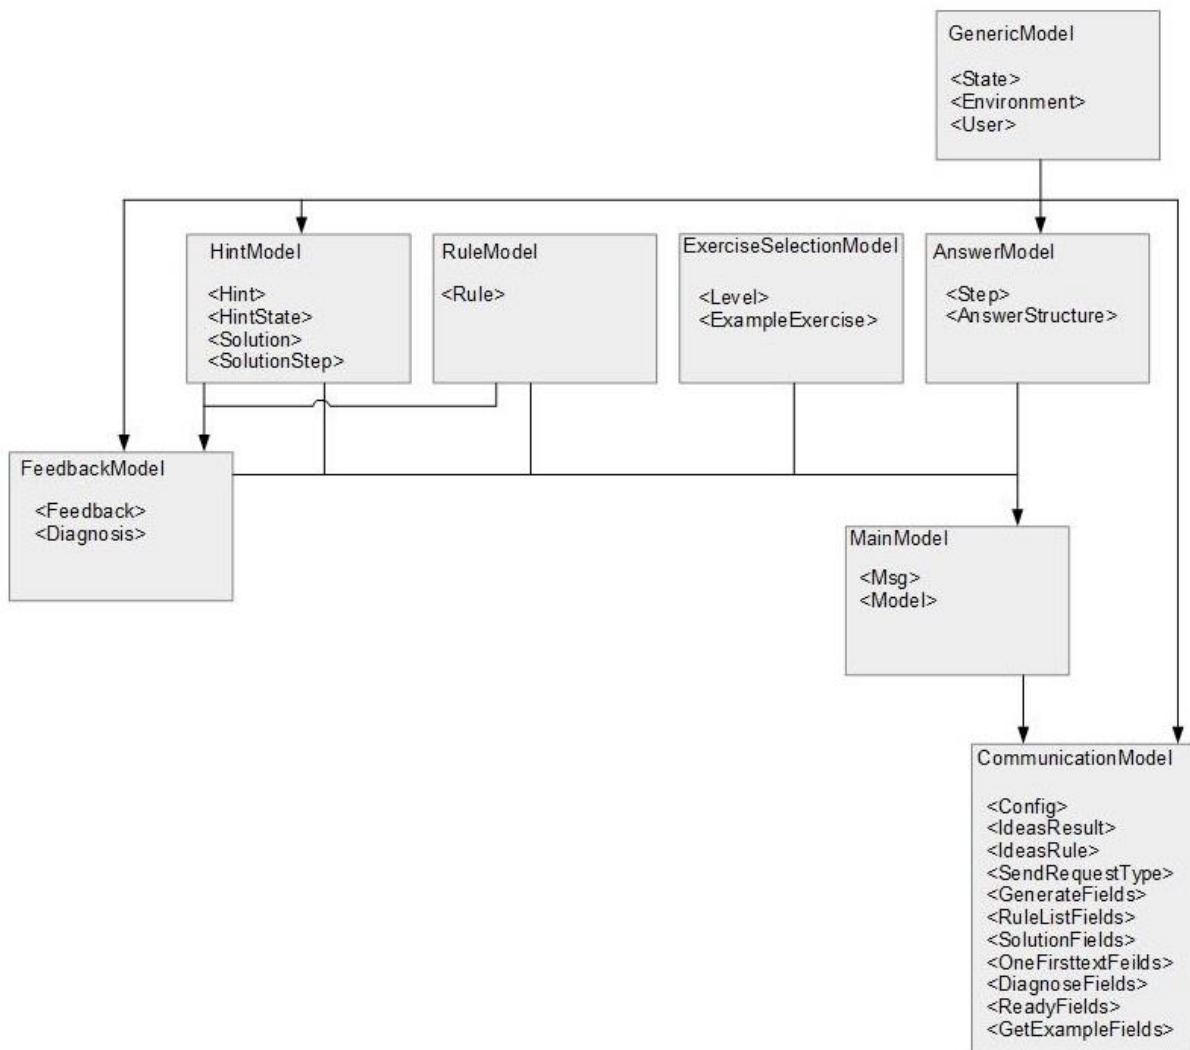 GenericModel
<State>
<Environment>
<User>
HintModel
<Hint>
<HintState>
<Solution>
<SolutionStep>
RuleModel
<Rule>
ExerciseSelectionModel
<Level>
<ExampleExercise>
AnswerModel
<Step>
<AnswerStructure>
FeedbackModel
<Feedback>
<Diagnosis>
MainModel
<Msg>
<Model>
CommunicationModel
<Config>
<IdeasResult>
<IdeasRule>
<SendRequestType>
<GenerateFields>
<RuleListFields>
<SolutionFields>
<OneFirsttextFeilds>
<DiagnoseFields>
<ReadyFields>
<GetExampleFields>